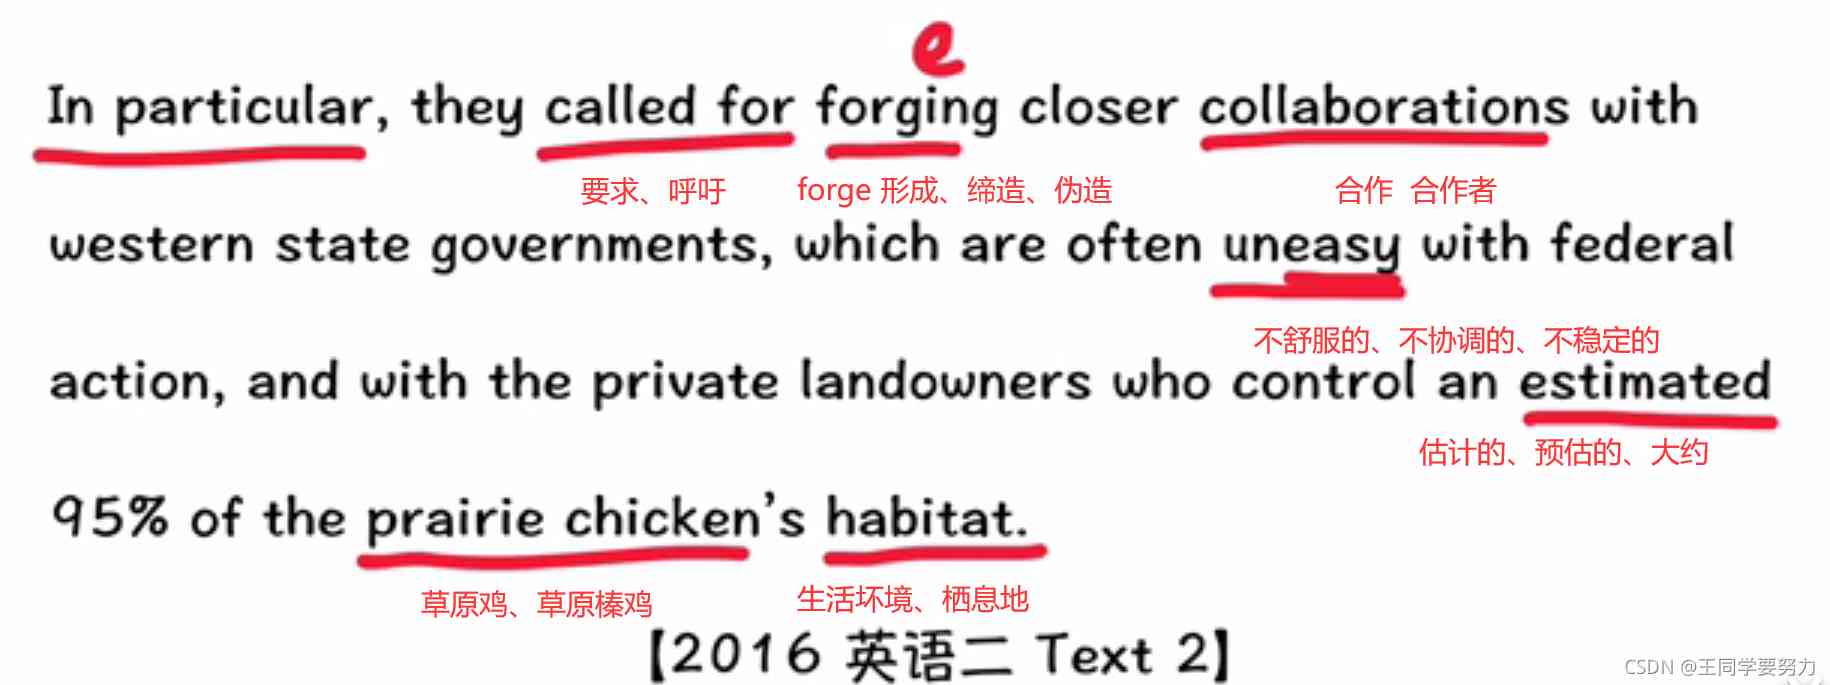 e
In particular, they called for forging closer collaborations with
要求、呼吁 forge 形成、缔造、伪造 合作 合作者
western state governments, which are often uneasy with federal
不舒服的、不协调的、不稳定的
action, and with the private landowners who control an estimated
估计的、预估的、大约
95% of the prairie chicken's habitat.
草原鸡、草原榛鸡 生活坏境、栖息地
【2016 英语二 Text 2】
CSDN @王同学要努力